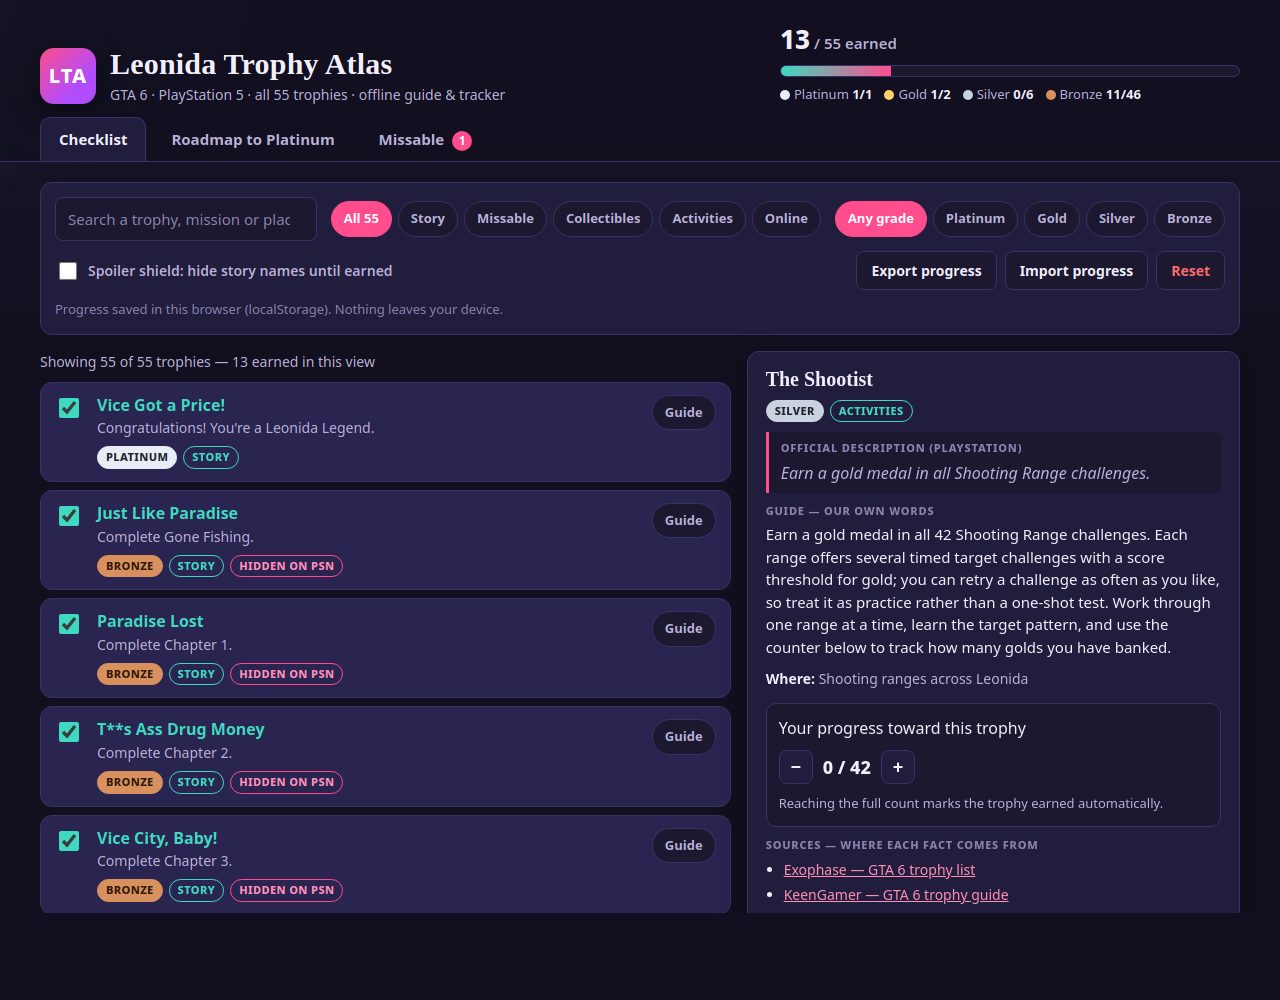 LTA
Leonida Trophy Atlas
GTA 6 · PlayStation 5 · all 55 trophies · offline guide & tracker
13 / 55 earned
Platinum 1/1 Gold 1/2 Silver 0/6 Bronze 11/46
Checklist Roadmap to Platinum Missable 1
Search a trophy, mission or plac
All 55 Story Missable Collectibles Activities Online Any grade Platinum Gold Silver Bronze
Spoiler shield: hide story names until earned
Export progress Import progress Reset
Progress saved in this browser (localStorage). Nothing leaves your device.
Showing 55 of 55 trophies — 13 earned in this view
Vice Got a Price!
Congratulations! You're a Leonida Legend.
PLATINUM STORY
Guide
Just Like Paradise
Complete Gone Fishing.
BRONZE STORY HIDDEN ON PSN
Guide
Paradise Lost
Complete Chapter 1.
BRONZE STORY HIDDEN ON PSN
Guide
T**s Ass Drug Money
Complete Chapter 2.
BRONZE STORY HIDDEN ON PSN
Guide
Vice City, Baby!
Complete Chapter 3.
BRONZE STORY HIDDEN ON PSN
Guide
The Shootist
SILVER ACTIVITIES
OFFICIAL DESCRIPTION (PLAYSTATION)
Earn a gold medal in all Shooting Range challenges.
GUIDE — OUR OWN WORDS
Earn a gold medal in all 42 Shooting Range challenges. Each
range offers several timed target challenges with a score
threshold for gold; you can retry a challenge as often as you like,
so treat it as practice rather than a one-shot test. Work through
one range at a time, learn the target pattern, and use the
counter below to track how many golds you have banked.
Where: Shooting ranges across Leonida
Your progress toward this trophy
− 0 / 42 +
Reaching the full count marks the trophy earned automatically.
SOURCES — WHERE EACH FACT COMES FROM
Exophase — GTA 6 trophy list
KeenGamer — GTA 6 trophy guide